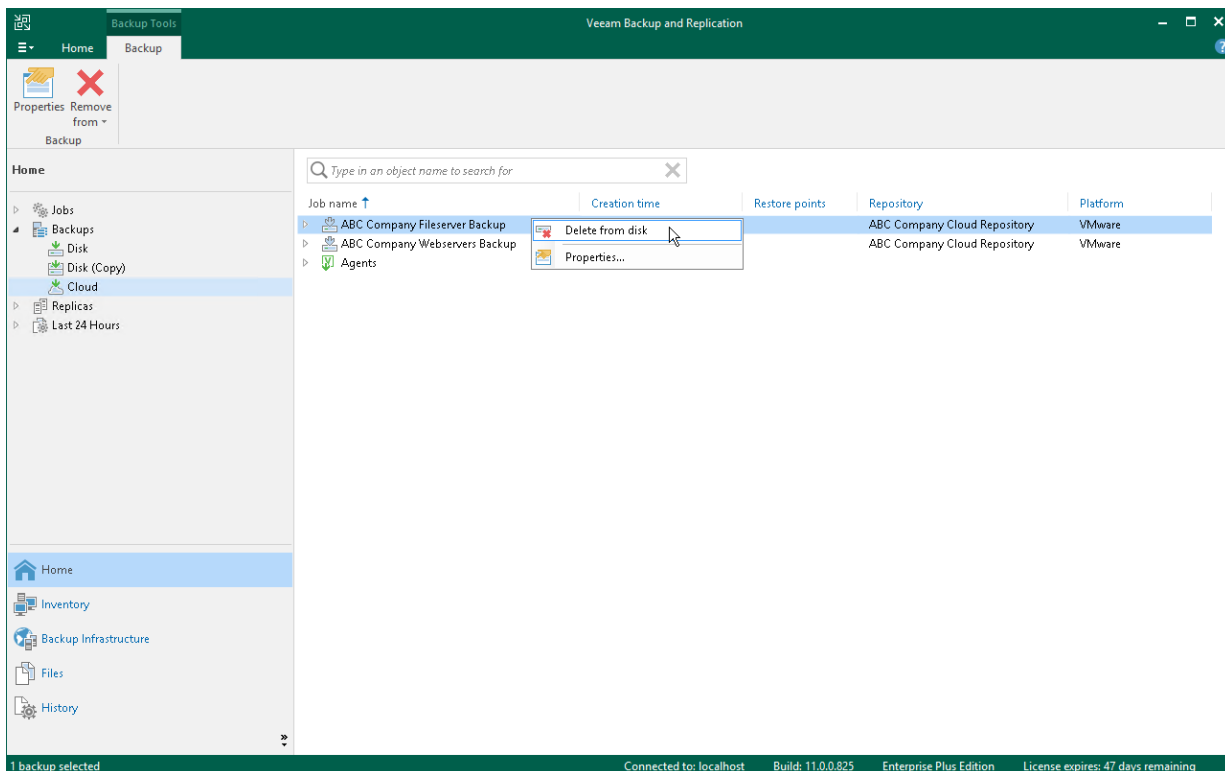 Backup Tools
Veeam Backup and Replication
Home
Backup
Properties
Remove from
Backup
Home
Type in an object name to search for
Jobs
Backups
Disk
Disk (Copy)
Cloud
Replicas
Last 24 Hours
Job name
Creation time
Restore points
Repository
Platform
ABC Company Fileserver Backup
ABC Company Cloud Repository
VMware
ABC Company Webservers Backup
ABC Company Cloud Repository
VMware
Agents
Delete from disk
Properties...
Home
Inventory
Backup Infrastructure
Files
History
1 backup selected
Connected to: localhost
Build: 11.0.0.825
Enterprise Plus Edition
License expires: 47 days remaining